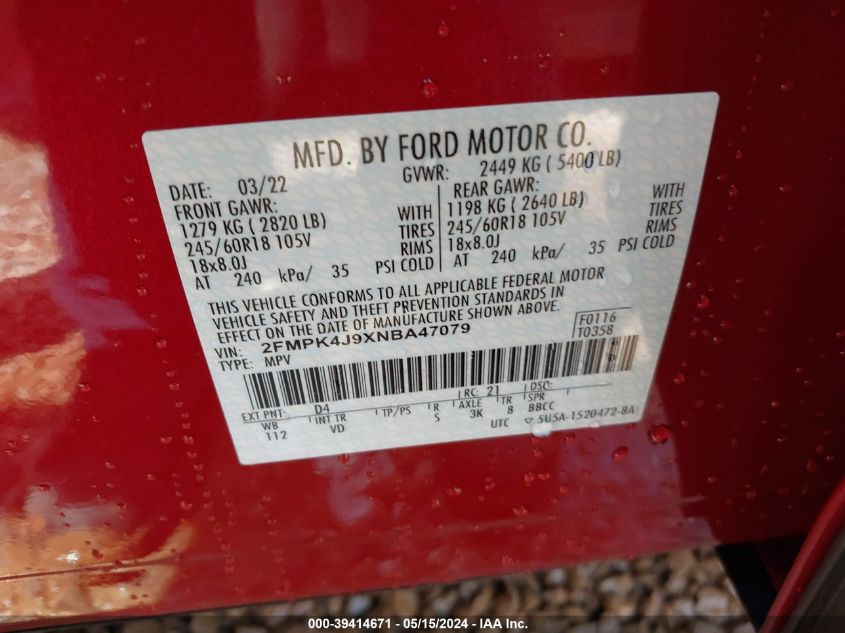 MFD. BY FORD MOTOR CO.
DATE: 03/22 GVWR: 2449 KG ( 5400 LB)
FRONT GAWR: REAR GAWR:
1279 KG ( 2820 LB) WITH 1198 KG ( 2640 LB) WITH
245/60R18 105V TIRES 245/60R18 105V TIRES
18x8.0J RIMS 18x8.0J RIMS
AT 240 kPa/ 35 PSI COLD AT 240 kPa/ 35 PSI COLD
THIS VEHICLE CONFORMS TO ALL APPLICABLE FEDERAL MOTOR
VEHICLE SAFETY AND THEFT PREVENTION STANDARDS IN
EFFECT ON THE DATE OF MANUFACTURE SHOWN ABOVE.
VIN: 2FMPK4J9XNBA47079 F0116
TYPE: MPV T0358
EXT PNT: D4 RC: 21 DSO:
WB INT TR TP/PS R AXLE TR SPR
112 VD 5 3K 8 BBCC
UTC ▽ 5U5A-1520472-BA
000-39414671 - 05/15/2024 - IAA Inc.